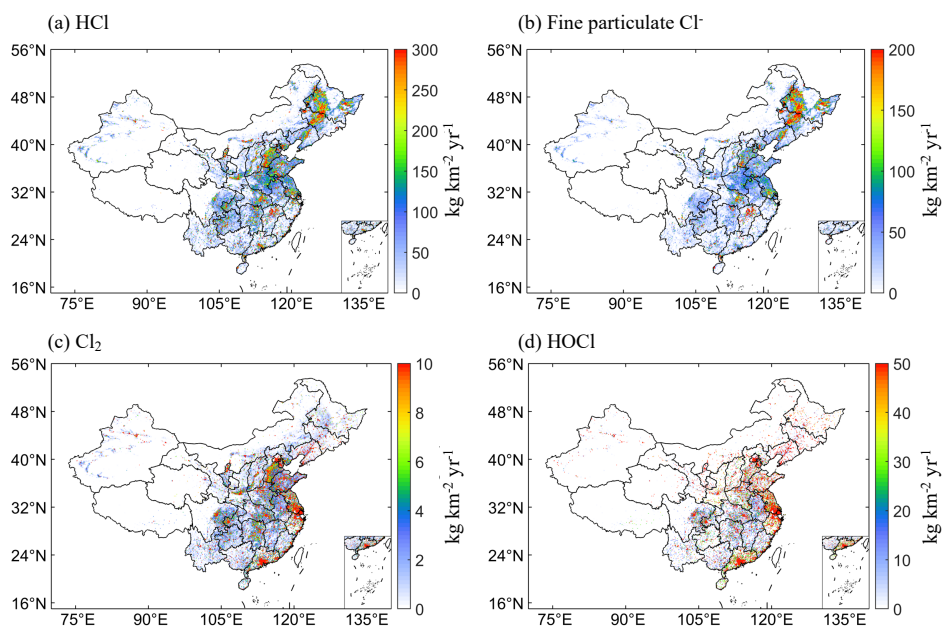 (a) HCl
(b) Fine particulate Cl⁻
56°N
48°N
40°N
32°N
24°N
16°N
75°E 90°E 105°E 120°E 135°E
300
250
200
150
100
50
0
kg km⁻² yr⁻¹
56°N
48°N
40°N
32°N
24°N
16°N
75°E 90°E 105°E 120°E 135°E
200
150
100
50
0
kg km⁻² yr⁻¹
(c) Cl₂
(d) HOCl
56°N
48°N
40°N
32°N
24°N
16°N
75°E 90°E 105°E 120°E 135°E
10
8
6
4
2
0
kg km⁻² yr⁻¹
56°N
48°N
40°N
32°N
24°N
16°N
75°E 90°E 105°E 120°E 135°E
50
40
30
20
10
0
kg km⁻² yr⁻¹